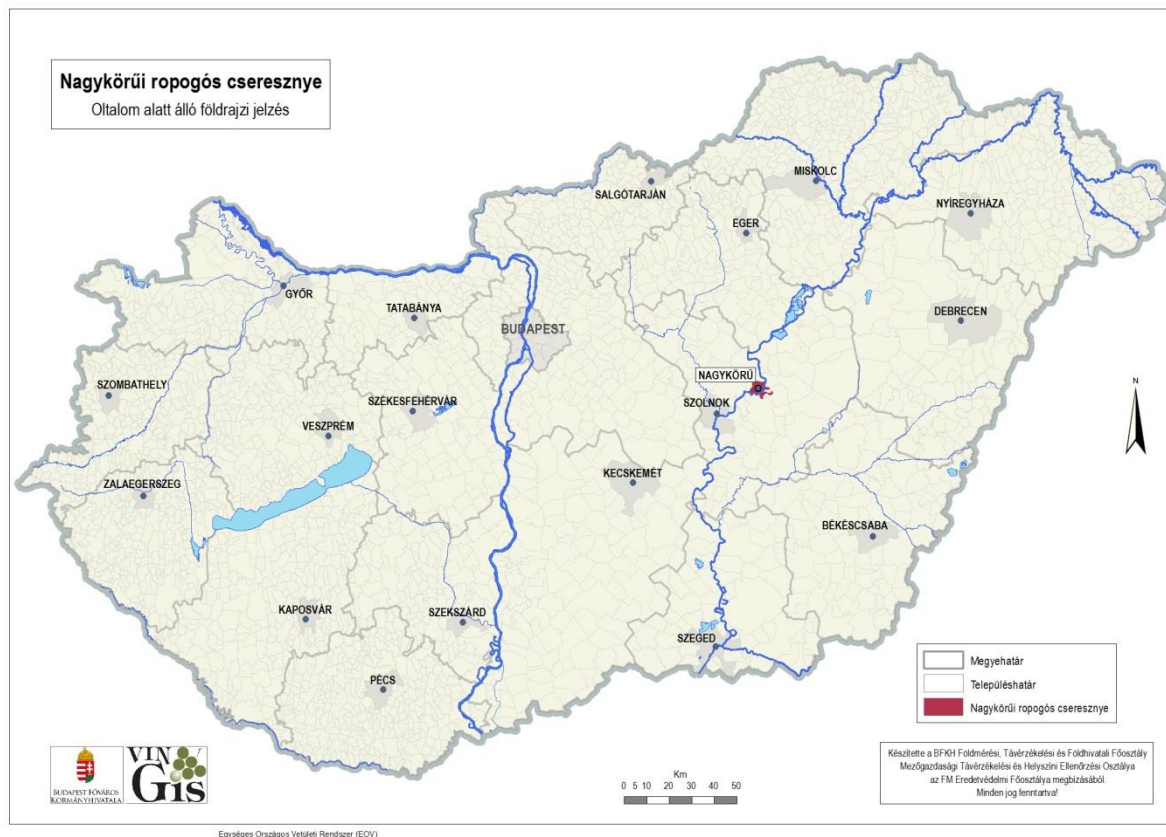 Nagykörűi ropogós cseresznye
Oltalom alatt álló földrajzi jelzés
MISKOLC
SALGÓTARJÁN
NYÍREGYHÁZA
EGER
GYŐR
TATABÁNYA
BUDAPEST
DEBRECEN
NAGYKÖRŰ
SZOMBATHELY
SZÉKESFEHÉRVÁR
SZOLNOK
VESZPRÉM
N
KECSKEMÉT
ZALAEGERSZEG
BÉKÉSCSABA
KAPOSVÁR
SZEKSZÁRD
SZEGED
PÉCS
Megyehatár
Településhatár
Nagykörűi ropogós cseresznye
BUDAPEST FŐVÁROS
KORMÁNYHIVATALA
VIN
GIS
Km
0 5 10 20 30 40 50
Készítette a BFKH Földmérési, Távérzékelési és Földhivatali Főosztály
Mezőgazdasági Távérzékelési és Helyszíni Ellenőrzési Osztálya
az FM Eredetvédelmi Főosztálya megbízásából
Minden jog fenntartva!
Egységes Országos Vetületi Rendszer (EOV)